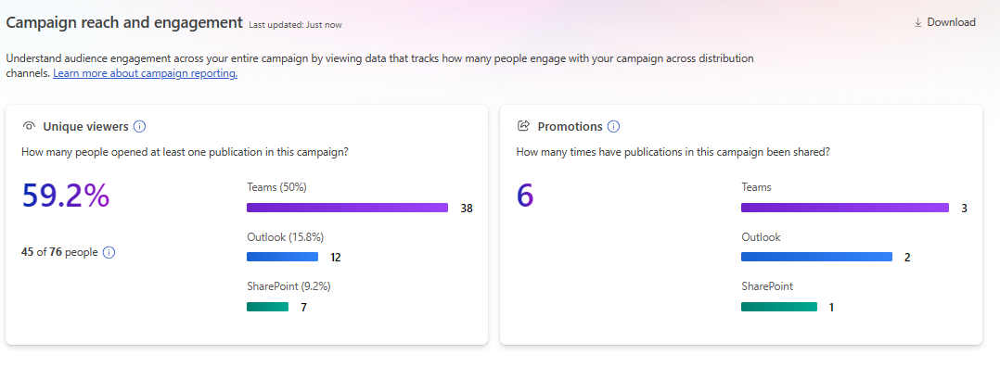 Campaign reach and engagement Last updated: Just now
Download
Understand audience engagement across your entire campaign by viewing data that tracks how many people engage with your campaign across distribution
channels. Learn more about campaign reporting.
Unique viewers
How many people opened at least one publication in this campaign?
59.2%
45 of 76 people
Teams (50%)
38
Outlook (15.8%)
12
SharePoint (9.2%)
7
Promotions
How many times have publications in this campaign been shared?
6
Teams
3
Outlook
2
SharePoint
1